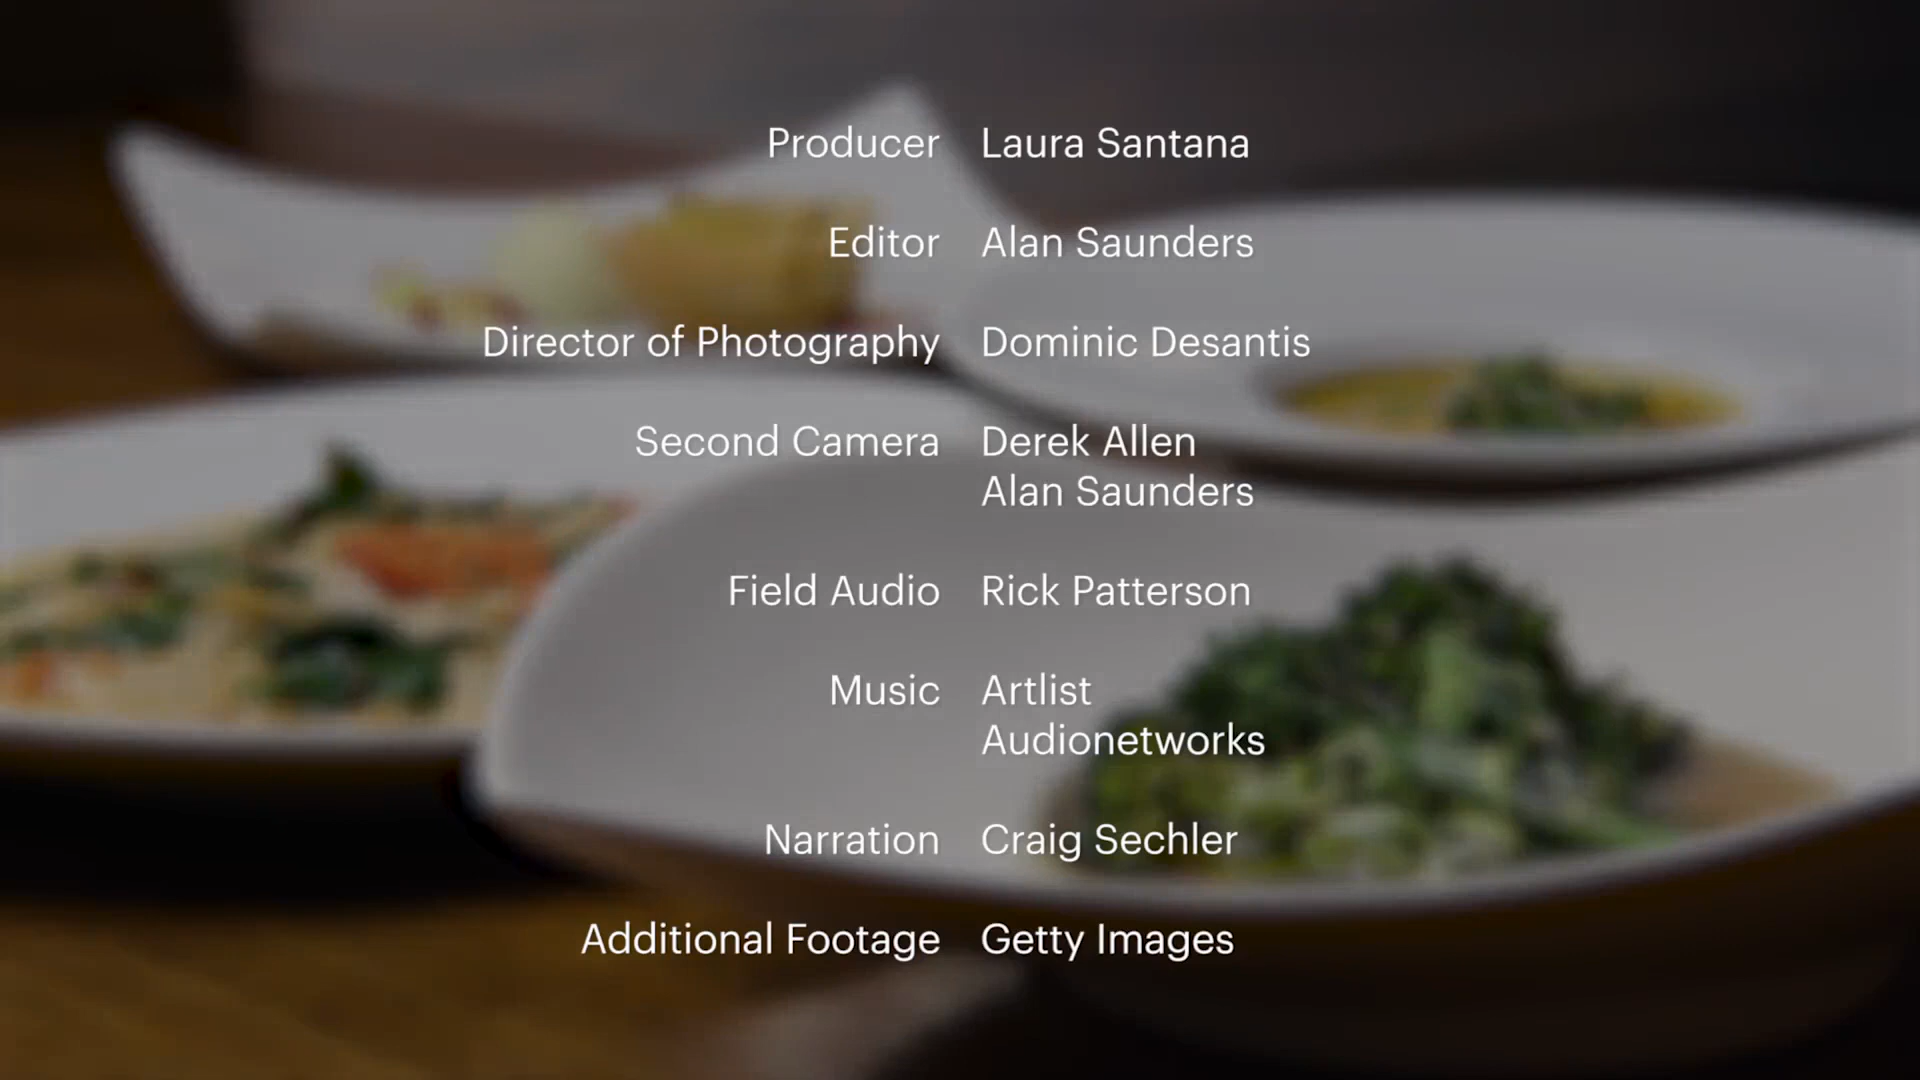 Producer Laura Santana
Editor Alan Saunders
Director of Photography Dominic Desantis
Second Camera Derek Allen
Alan Saunders
Field Audio Rick Patterson
Music Artlist
Audionetworks
Narration Craig Sechler
Additional Footage Getty Images